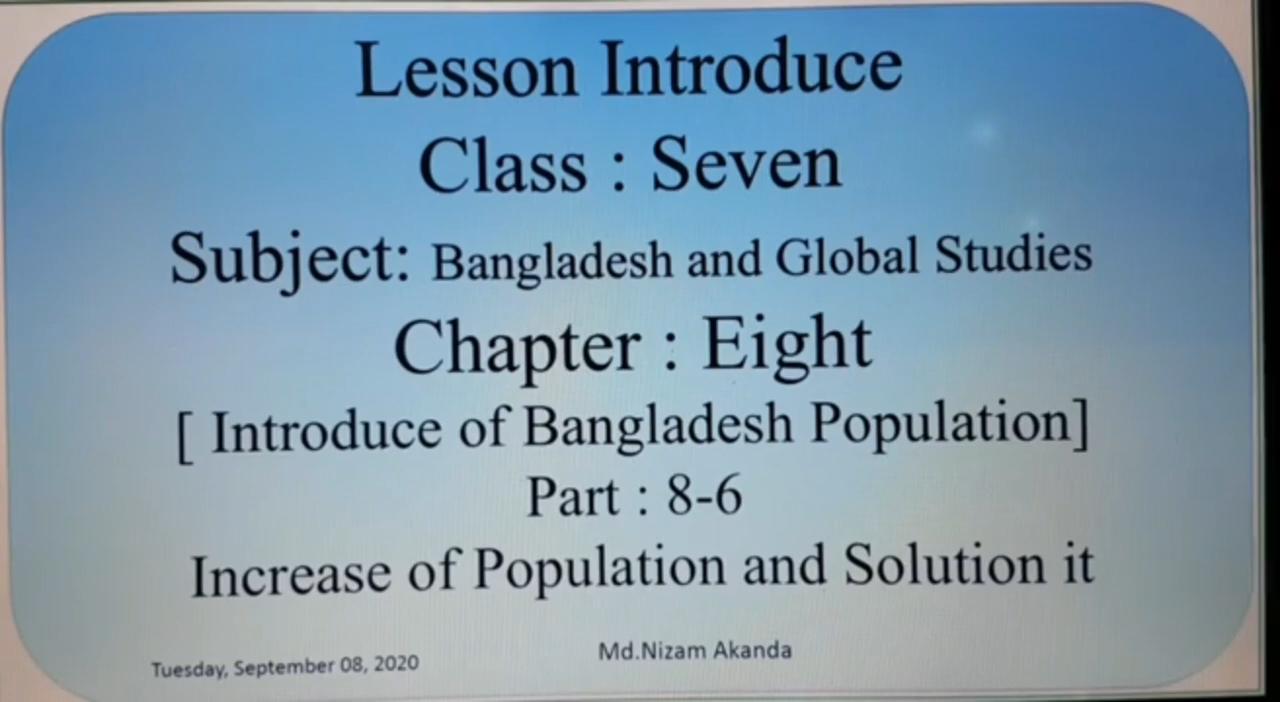 Lesson Introduce
Class : Seven
Subject: Bangladesh and Global Studies
Chapter : Eight
[ Introduce of Bangladesh Population]
Part : 8-6
Increase of Population and Solution it
Tuesday, September 08, 2020
Md.Nizam Akanda